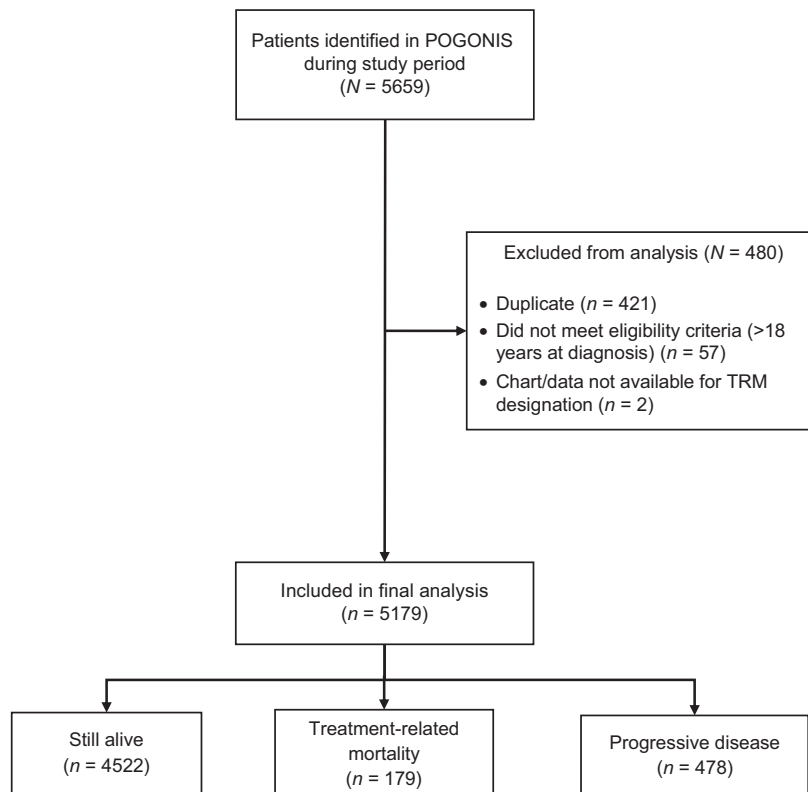 Patients identified in POGONIS
during study period
(N = 5659)
Excluded from analysis (N = 480)
• Duplicate (n = 421)
• Did not meet eligibility criteria (>18
years at diagnosis) (n = 57)
• Chart/data not available for TRM
designation (n = 2)
Included in final analysis
(n = 5179)
Still alive
(n = 4522)
Treatment-related
mortality
(n = 179)
Progressive disease
(n = 478)